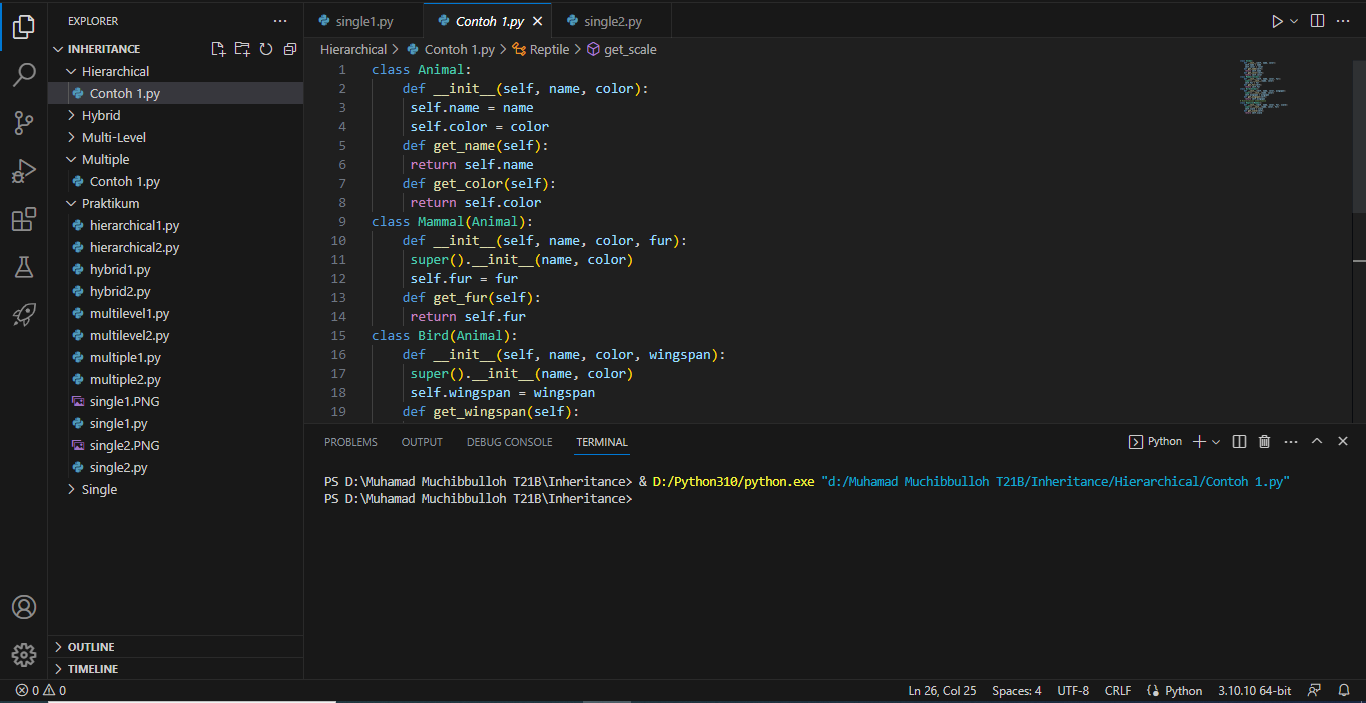 EXPLORER
INHERITANCE
Hierarchical
Contoh 1.py
Hybrid
Multi-Level
Multiple
Contoh 1.py
Praktikum
hierarchical1.py
hierarchical2.py
hybrid1.py
hybrid2.py
multilevel1.py
multilevel2.py
multiple1.py
multiple2.py
single1.PNG
single1.py
single2.PNG
single2.py
Single
OUTLINE
TIMELINE
single1.py Contoh 1.py single2.py
Hierarchical > Contoh 1.py > Reptile > get_scale
1 class Animal:
2 def __init__(self, name, color):
3 self.name = name
4 self.color = color
5 def get_name(self):
6 return self.name
7 def get_color(self):
8 return self.color
9 class Mammal(Animal):
10 def __init__(self, name, color, fur):
11 super().__init__(name, color)
12 self.fur = fur
13 def get_fur(self):
14 return self.fur
15 class Bird(Animal):
16 def __init__(self, name, color, wingspan):
17 super().__init__(name, color)
18 self.wingspan = wingspan
19 def get_wingspan(self):
PROBLEMS OUTPUT DEBUG CONSOLE TERMINAL Python
PS D:\Muhamad Muchibbulloh T21B\Inheritance> & D:/Python310/python.exe "d:/Muhamad Muchibbulloh T21B/Inheritance/Hierarchical/Contoh 1.py"
PS D:\Muhamad Muchibbulloh T21B\Inheritance>
0 0 Ln 26, Col 25 Spaces: 4 UTF-8 CRLF Python 3.10.10 64-bit